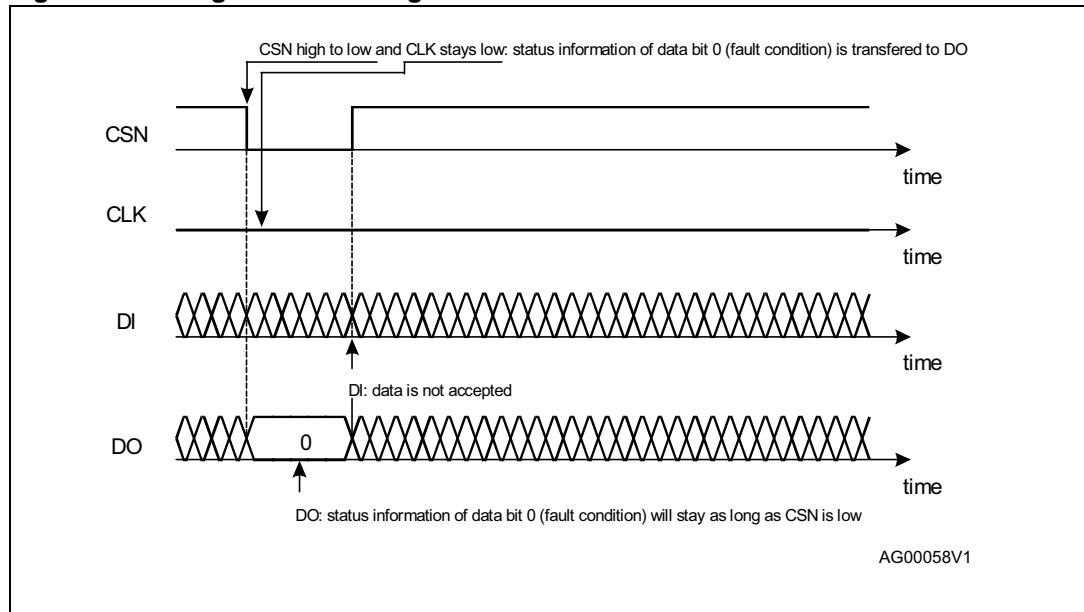 CSN high to low and CLK stays low: status information of data bit 0 (fault condition) is transfered to DO
CSN
time
CLK
time
DI
time
DI: data is not accepted
DO
0
time
DO: status information of data bit 0 (fault condition) will stay as long as CSN is low
AG00058V1